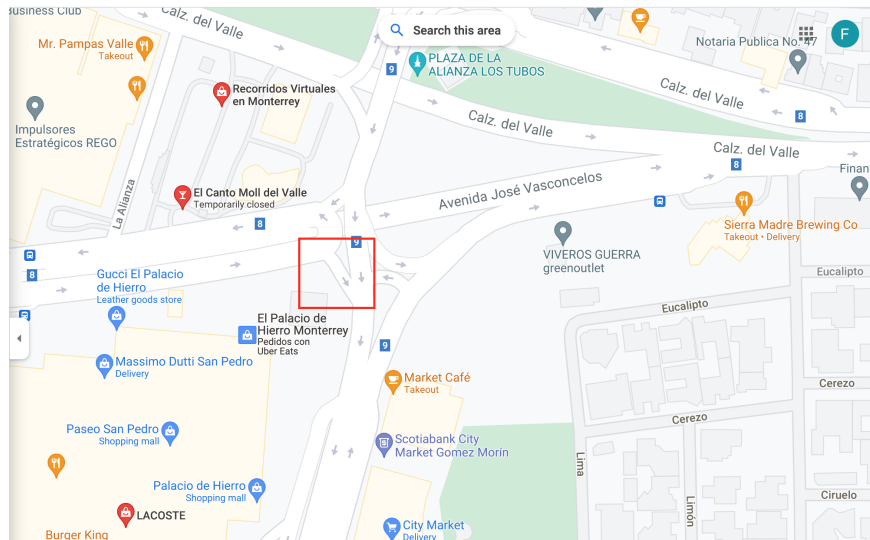 Business Club
Calz. del Valle
Search this area
Notaria Publica No. 47
F
Mr. Pampas Valle
Takeout
9
PLAZA DE LA
ALIANZA LOS TUBOS
Recorridos Virtuales
en Monterrey
Calz. del Valle
8
Impulsores
Estratégicos REGO
Calz. del Valle
Calz. del Valle
8
Finan
La Alianza
El Canto Moll del Valle
Temporarily closed
Avenida José Vasconcelos
8
Sierra Madre Brewing Co
Takeout • Delivery
9
VIVEROS GUERRA
greenoutlet
8
Gucci El Palacio
de Hierro
Leather goods store
Eucalipto
Eucalipto
El Palacio de
Hierro Monterrey
Pedidos con
Uber Eats
9
Massimo Dutti San Pedro
Delivery
Market Café
Takeout
Cerezo
Cerezo
Paseo San Pedro
Shopping mall
Scotiabank City
Market Gomez Morín
Lima
Palacio de Hierro
Shopping mall
Limón
Ciruelo
LACOSTE
Burger King
City Market
Delivery